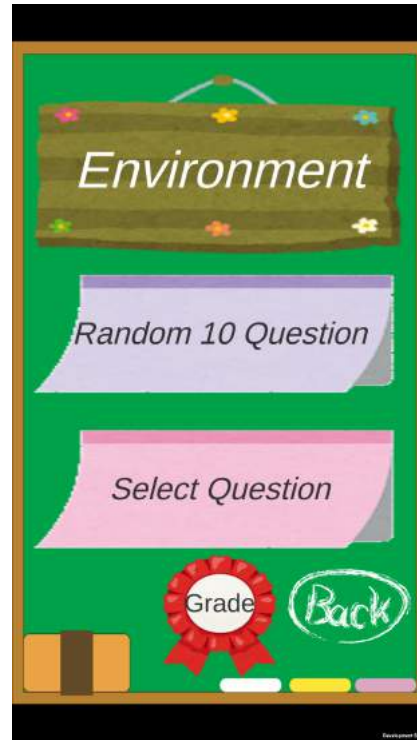 Environment
Random 10 Question
Select Question
Grade
Back